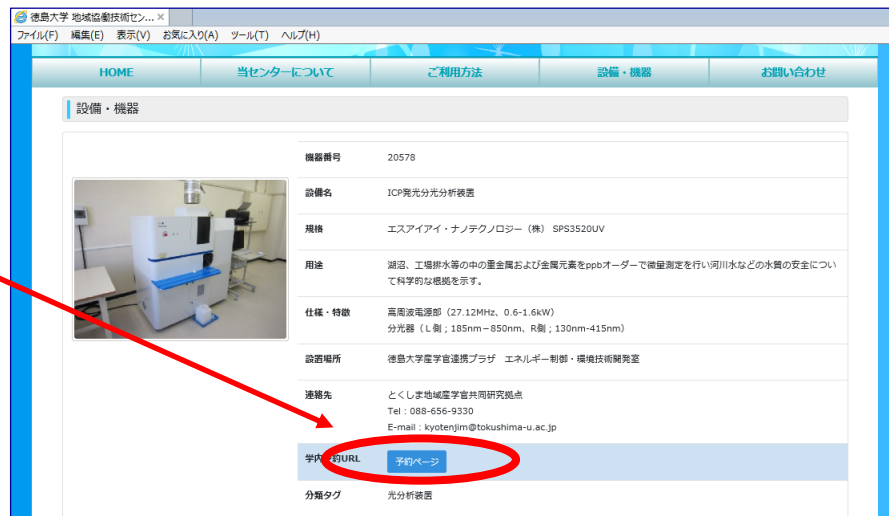 徳島大学 地域協働技術セン... ×
ファイル(F) 編集(E) 表示(V) お気に入り(A) ツール(T) ヘルプ(H)
HOME 当センターについて ご利用方法 設備・機器 お問い合わせ
設備・機器
機器番号 20578
設備名 ICP発光分光分析装置
規格 エスアイアイ・ナノテクノロジー（株） SPS3520UV
用途 湖沼、工場排水等の中の重金属および金属元素をppbオーダーで微量測定を行い河川水などの水質の安全につい
て科学的な根拠を示す。
仕様・特徴 高周波電源部（27.12MHz、0.6-1.6kW）
分光器（Ｌ側；185nm－850nm、R側；130nm-415nm）
設置場所 徳島大学産学官連携プラザ エネルギー制御・環境技術開発室
連絡先 とくしま地域産学官共同研究拠点
Tel：088-656-9330
E-mail：kyotenjim@tokushima-u.ac.jp
学内予約URL 予約ページ
分類タグ 光分析装置